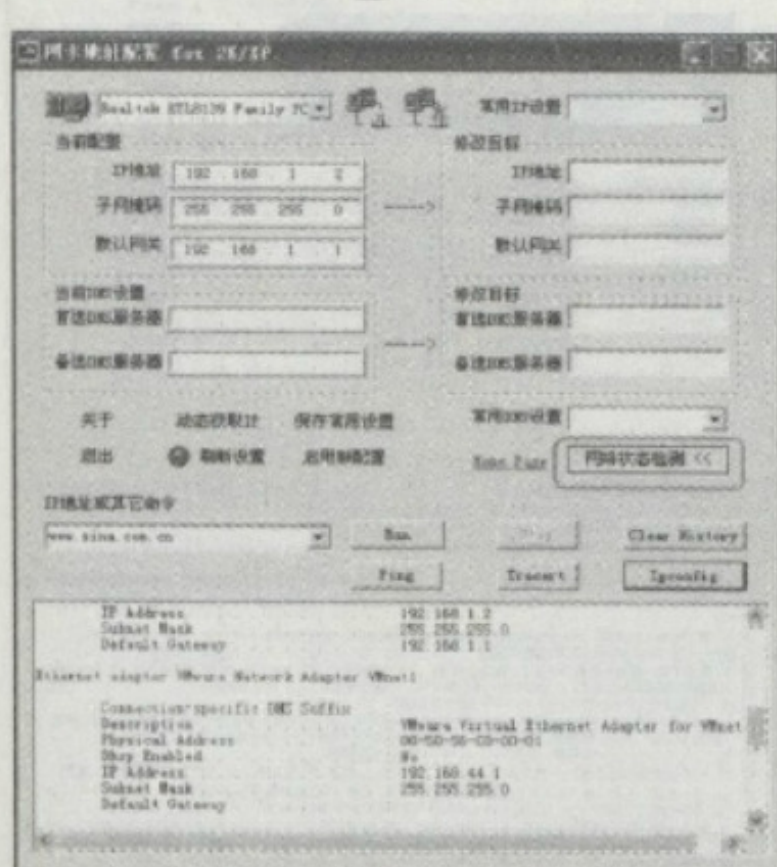 网卡地址配置 for 2K/XP
Realtek RTL8139 Family PC
常用IP设置
当前配置
修改目标
IP地址 192 168 1 2
IP地址
子网掩码 255 255 255 0
---->
子网掩码
默认网关 192 168 1 1
默认网关
当前DNS设置
修改目标
首选DNS服务器
首选DNS服务器
---->
备选DNS服务器
备选DNS服务器
关于 动态获取IP 保存常用设置
常用DNS设置
退出 刷新设置 启用新配置
Home Page 网络状态检测 <<
IP地址或其它命令
www.sina.com.cn Run Clear History
Ping Tracert Ipconfig
IP Address 192.168.1.2
Subnet Mask 255.255.255.0
Default Gateway 192.168.1.1
Ethernet adapter VMware Network Adapter VMnet1
Connection-specific DNS Suffix
Description VMware Virtual Ethernet Adapter for VMnet
Physical Address 00-50-56-C0-00-01
Dhcp Enabled No
IP Address 192.168.44.1
Subnet Mask 255.255.255.0
Default Gateway